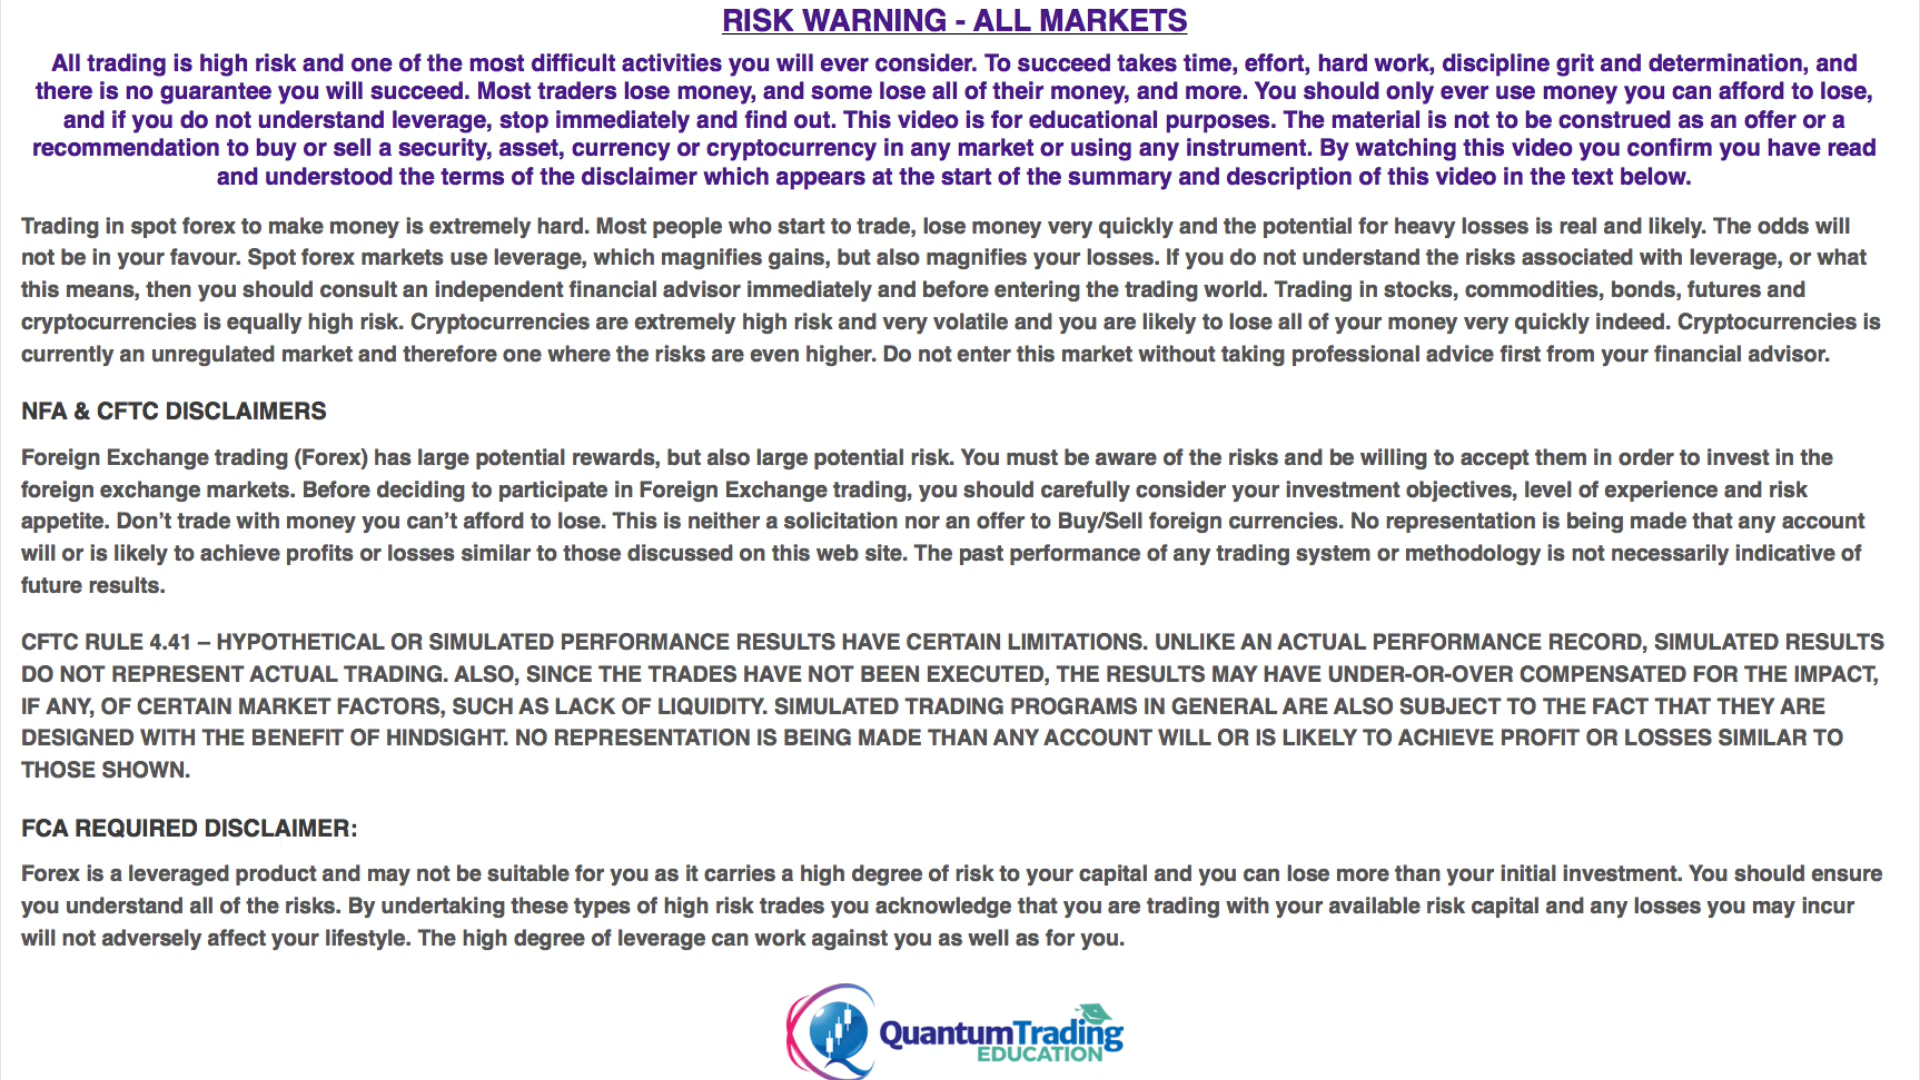 RISK WARNING - ALL MARKETS
All trading is high risk and one of the most difficult activities you will ever consider. To succeed takes time, effort, hard work, discipline grit and determination, and
there is no guarantee you will succeed. Most traders lose money, and some lose all of their money, and more. You should only ever use money you can afford to lose,
and if you do not understand leverage, stop immediately and find out. This video is for educational purposes. The material is not to be construed as an offer or a
recommendation to buy or sell a security, asset, currency or cryptocurrency in any market or using any instrument. By watching this video you confirm you have read
and understood the terms of the disclaimer which appears at the start of the summary and description of this video in the text below.
Trading in spot forex to make money is extremely hard. Most people who start to trade, lose money very quickly and the potential for heavy losses is real and likely. The odds will
not be in your favour. Spot forex markets use leverage, which magnifies gains, but also magnifies your losses. If you do not understand the risks associated with leverage, or what
this means, then you should consult an independent financial advisor immediately and before entering the trading world. Trading in stocks, commodities, bonds, futures and
cryptocurrencies is equally high risk. Cryptocurrencies are extremely high risk and very volatile and you are likely to lose all of your money very quickly indeed. Cryptocurrencies is
currently an unregulated market and therefore one where the risks are even higher. Do not enter this market without taking professional advice first from your financial advisor.
NFA & CFTC DISCLAIMERS
Foreign Exchange trading (Forex) has large potential rewards, but also large potential risk. You must be aware of the risks and be willing to accept them in order to invest in the
foreign exchange markets. Before deciding to participate in Foreign Exchange trading, you should carefully consider your investment objectives, level of experience and risk
appetite. Don’t trade with money you can’t afford to lose. This is neither a solicitation nor an offer to Buy/Sell foreign currencies. No representation is being made that any account
will or is likely to achieve profits or losses similar to those discussed on this web site. The past performance of any trading system or methodology is not necessarily indicative of
future results.
CFTC RULE 4.41 – HYPOTHETICAL OR SIMULATED PERFORMANCE RESULTS HAVE CERTAIN LIMITATIONS. UNLIKE AN ACTUAL PERFORMANCE RECORD, SIMULATED RESULTS
DO NOT REPRESENT ACTUAL TRADING. ALSO, SINCE THE TRADES HAVE NOT BEEN EXECUTED, THE RESULTS MAY HAVE UNDER-OR-OVER COMPENSATED FOR THE IMPACT,
IF ANY, OF CERTAIN MARKET FACTORS, SUCH AS LACK OF LIQUIDITY. SIMULATED TRADING PROGRAMS IN GENERAL ARE ALSO SUBJECT TO THE FACT THAT THEY ARE
DESIGNED WITH THE BENEFIT OF HINDSIGHT. NO REPRESENTATION IS BEING MADE THAN ANY ACCOUNT WILL OR IS LIKELY TO ACHIEVE PROFIT OR LOSSES SIMILAR TO
THOSE SHOWN.
FCA REQUIRED DISCLAIMER:
Forex is a leveraged product and may not be suitable for you as it carries a high degree of risk to your capital and you can lose more than your initial investment. You should ensure
you understand all of the risks. By undertaking these types of high risk trades you acknowledge that you are trading with your available risk capital and any losses you may incur
will not adversely affect your lifestyle. The high degree of leverage can work against you as well as for you.
QuantumTrading
EDUCATION